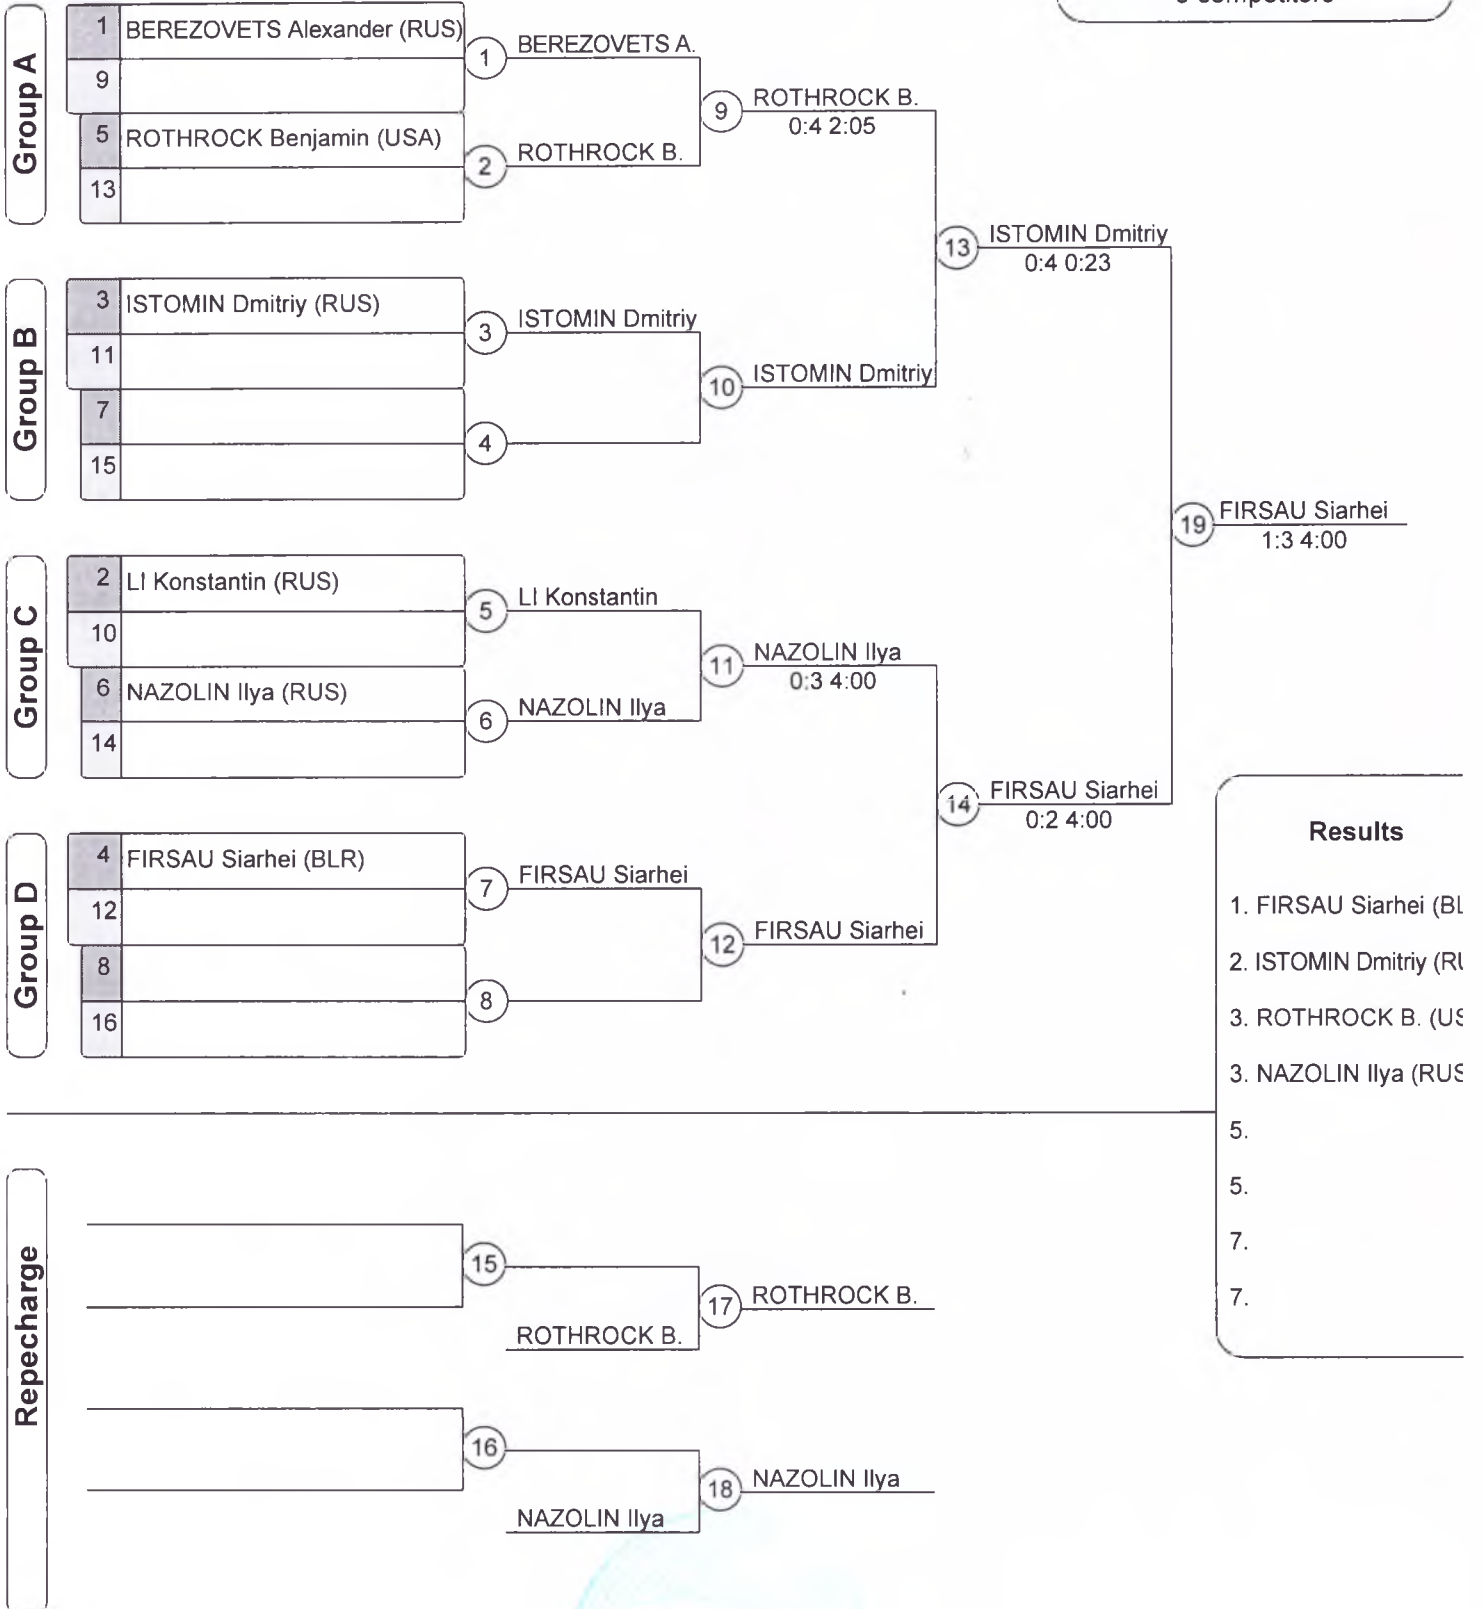 Group A
1 BEREZOVETS Alexander (RUS)
9
5 ROTHROCK Benjamin (USA)
13
1 BEREZOVETS A.
2 ROTHROCK B.
9 ROTHROCK B.
0:4 2:05
Group B
3 ISTOMIN Dmitriy (RUS)
11
7
15
3 ISTOMIN Dmitriy
4
10 ISTOMIN Dmitriy
13 ISTOMIN Dmitriy
0:4 0:23
Group C
2 LI Konstantin (RUS)
10
6 NAZOLIN Ilya (RUS)
14
5 LI Konstantin
6 NAZOLIN Ilya
11 NAZOLIN Ilya
0:3 4:00
Group D
4 FIRSAU Siarhei (BLR)
12
8
16
7 FIRSAU Siarhei
8
12 FIRSAU Siarhei
14 FIRSAU Siarhei
0:2 4:00
19 FIRSAU Siarhei
1:3 4:00
Results
1. FIRSAU Siarhei (BL
2. ISTOMIN Dmitriy (RU
3. ROTHROCK B. (US
3. NAZOLIN Ilya (RUS
5.
5.
7.
7.
Repecharge
15
ROTHROCK B.
17 ROTHROCK B.
16
NAZOLIN Ilya
18 NAZOLIN Ilya